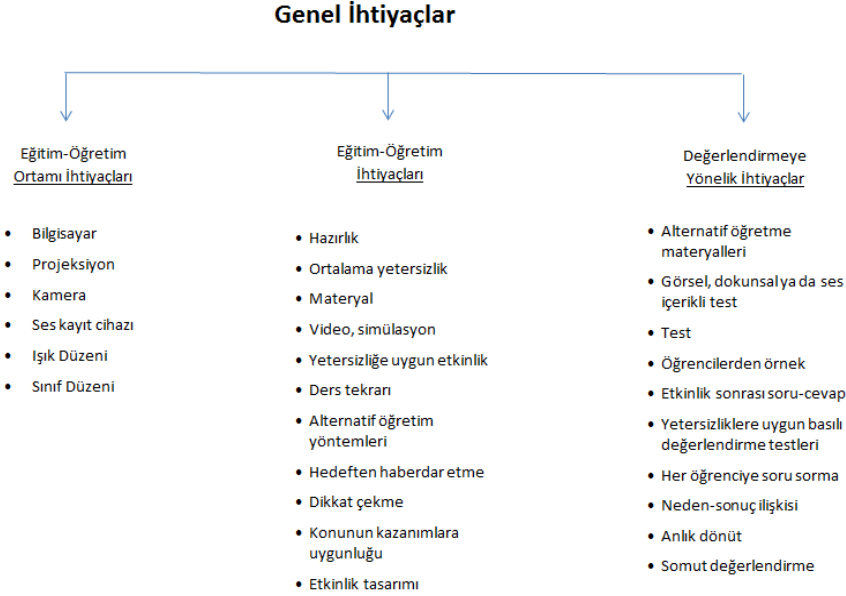 Genel İhtiyaçlar
Eğitim-Öğretim
Ortamı İhtiyaçları
• Bilgisayar
• Projeksiyon
• Kamera
• Ses kayıt cihazı
• Işık Düzeni
• Sınıf Düzeni
Eğitim-Öğretim
İhtiyaçları
• Hazırlık
• Ortalama yetersizlik
• Materyal
• Video, simülasyon
• Yetersizliğe uygun etkinlik
• Ders tekrarı
• Alternatif öğretim
yöntemleri
• Hedeften haberdar etme
• Dikkat çekme
• Konunun kazanımlara
uygunluğu
• Etkinlik tasarımı
Değerlendirmeye
Yönelik İhtiyaçlar
• Alternatif öğretme
materyalleri
• Görsel, dokunsal ya da ses
içerikli test
• Test
• Öğrencilerden örnek
• Etkinlik sonrası soru-cevap
• Yetersizliklere uygun basılı
değerlendirme testleri
• Her öğrenciye soru sorma
• Neden-sonuç ilişkisi
• Anlık dönüt
• Somut değerlendirme